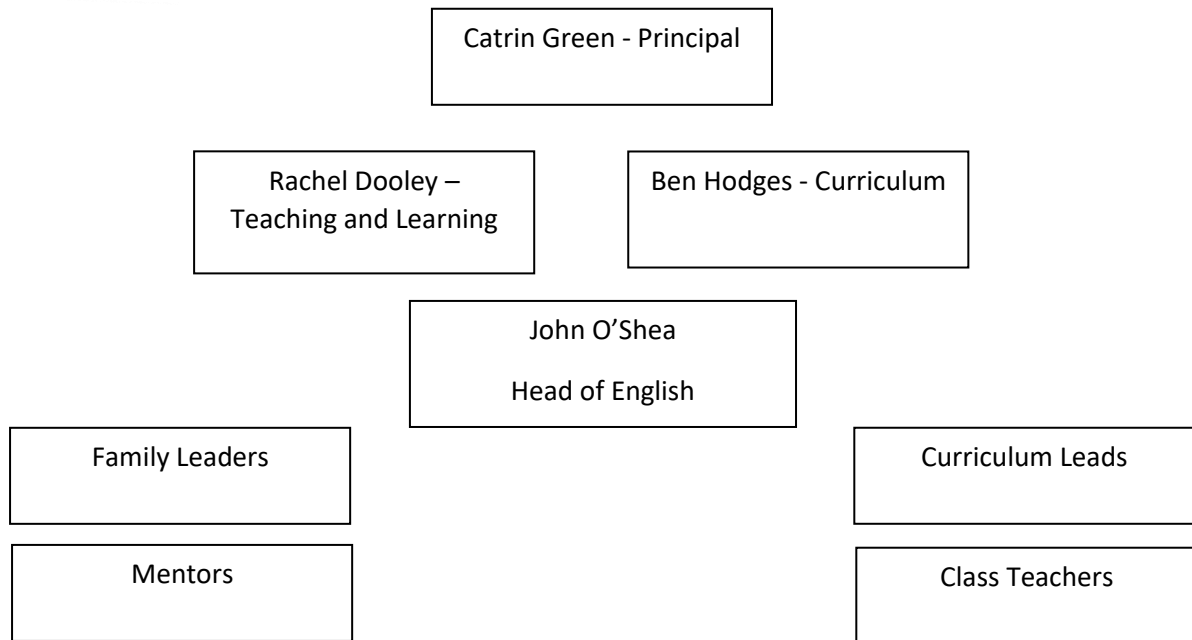 Catrin Green - Principal
Rachel Dooley –
Teaching and Learning
Ben Hodges - Curriculum
John O’Shea
Head of English
Family Leaders
Curriculum Leads
Mentors
Class Teachers